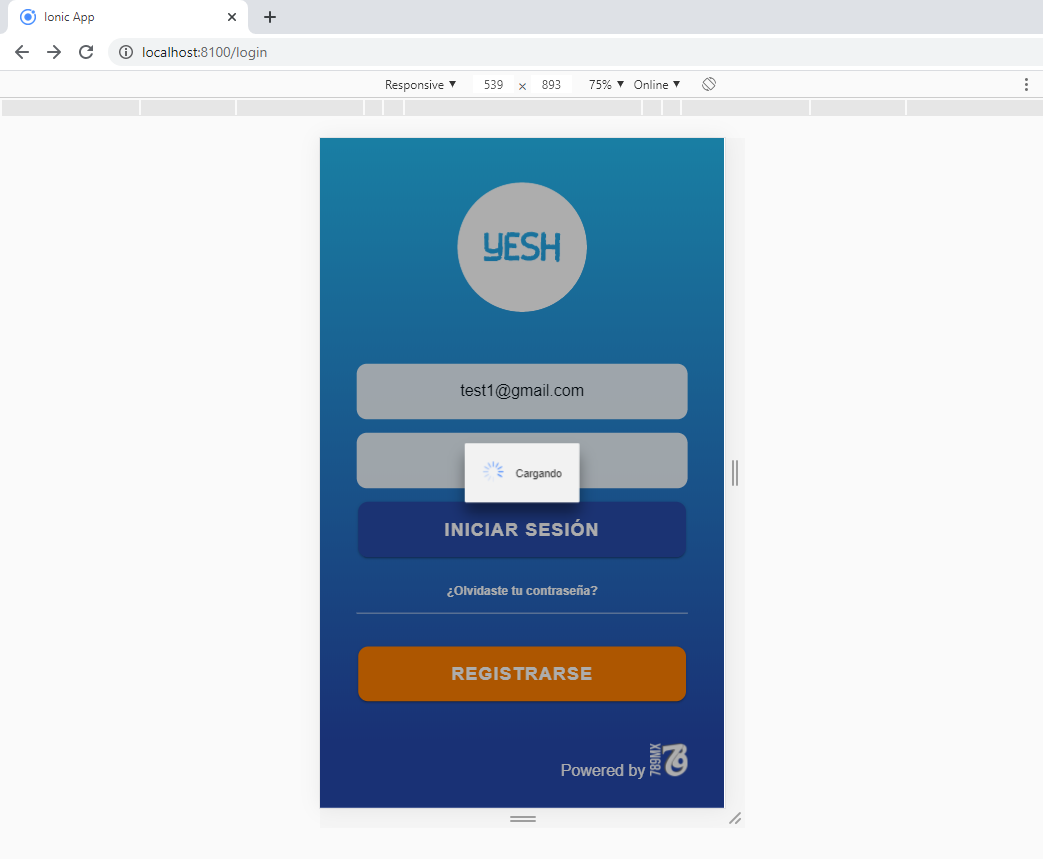 Ionic App
localhost:8100/login
Responsive ▼ 539 x 893 75% ▼ Online ▼
YESH
test1@gmail.com
Cargando
INICIAR SESIÓN
¿Olvidaste tu contraseña?
REGISTRARSE
Powered by 789MX 789